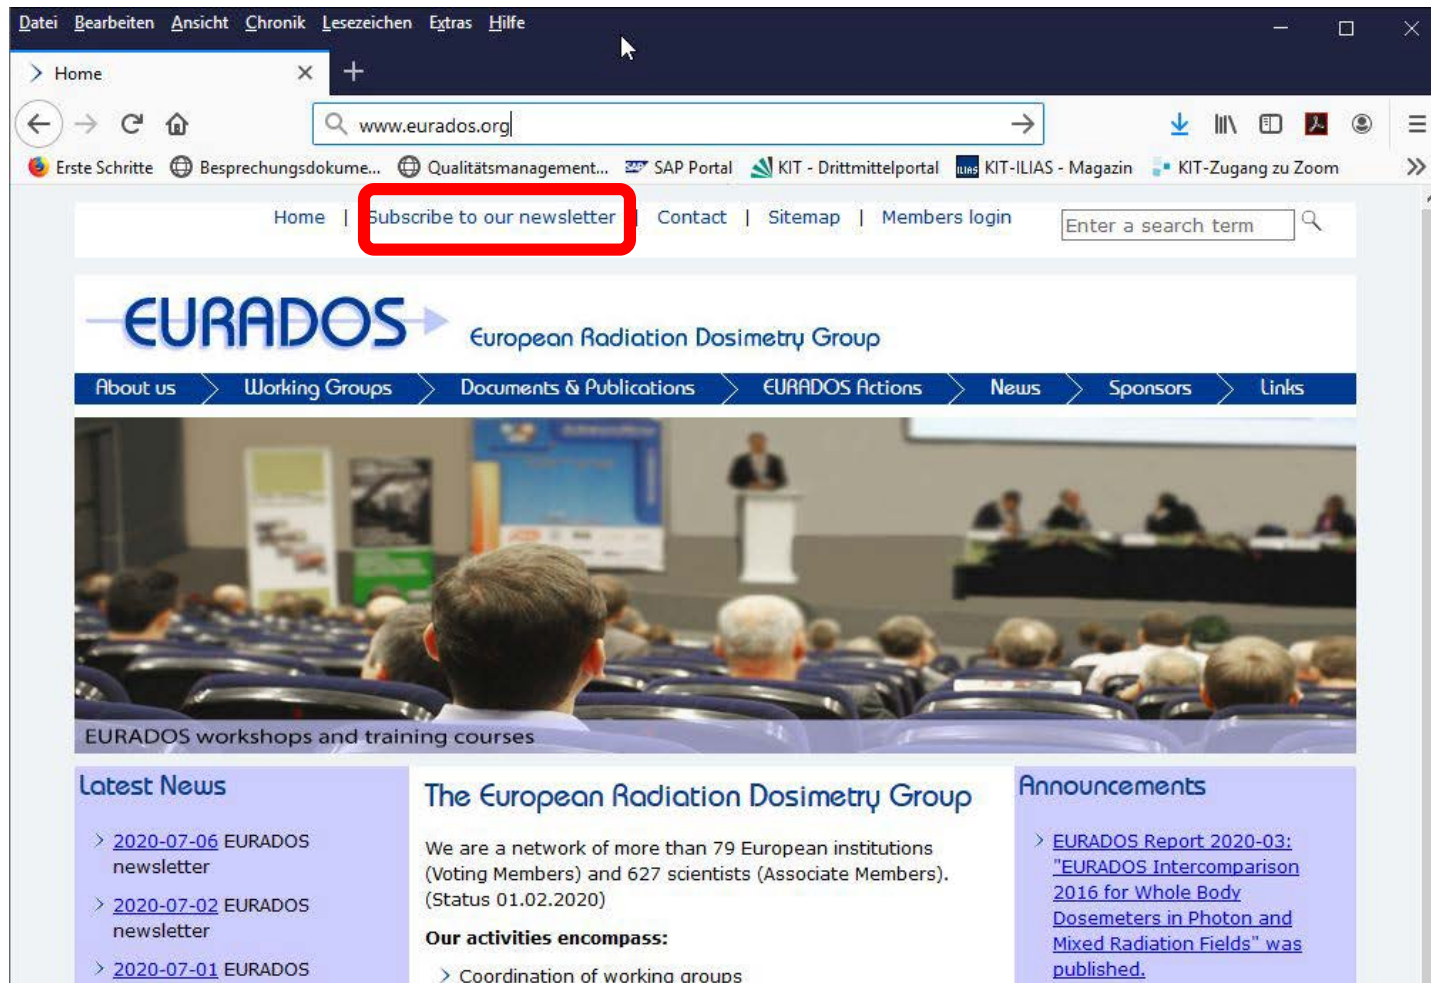 Datei Bearbeiten Ansicht Chronik Lesezeichen Extras Hilfe
Home
www.eurados.org
Erste Schritte Besprechungsdokume... Qualitätsmanagement... SAP Portal KIT - Drittmittelportal ILIAS KIT-ILIAS - Magazin KIT-Zugang zu Zoom
Home | Subscribe to our newsletter | Contact | Sitemap | Members login Enter a search term
EURADOS European Radiation Dosimetry Group
About us Working Groups Documents & Publications EURADOS Actions News Sponsors Links
EURADOS workshops and training courses
Latest News
2020-07-06 EURADOS
newsletter
2020-07-02 EURADOS
newsletter
2020-07-01 EURADOS
The European Radiation Dosimetry Group
We are a network of more than 79 European institutions
(Voting Members) and 627 scientists (Associate Members).
(Status 01.02.2020)
Our activities encompass:
Coordination of working groups
Announcements
EURADOS Report 2020-03:
"EURADOS Intercomparison
2016 for Whole Body
Dosemeters in Photon and
Mixed Radiation Fields" was
published.